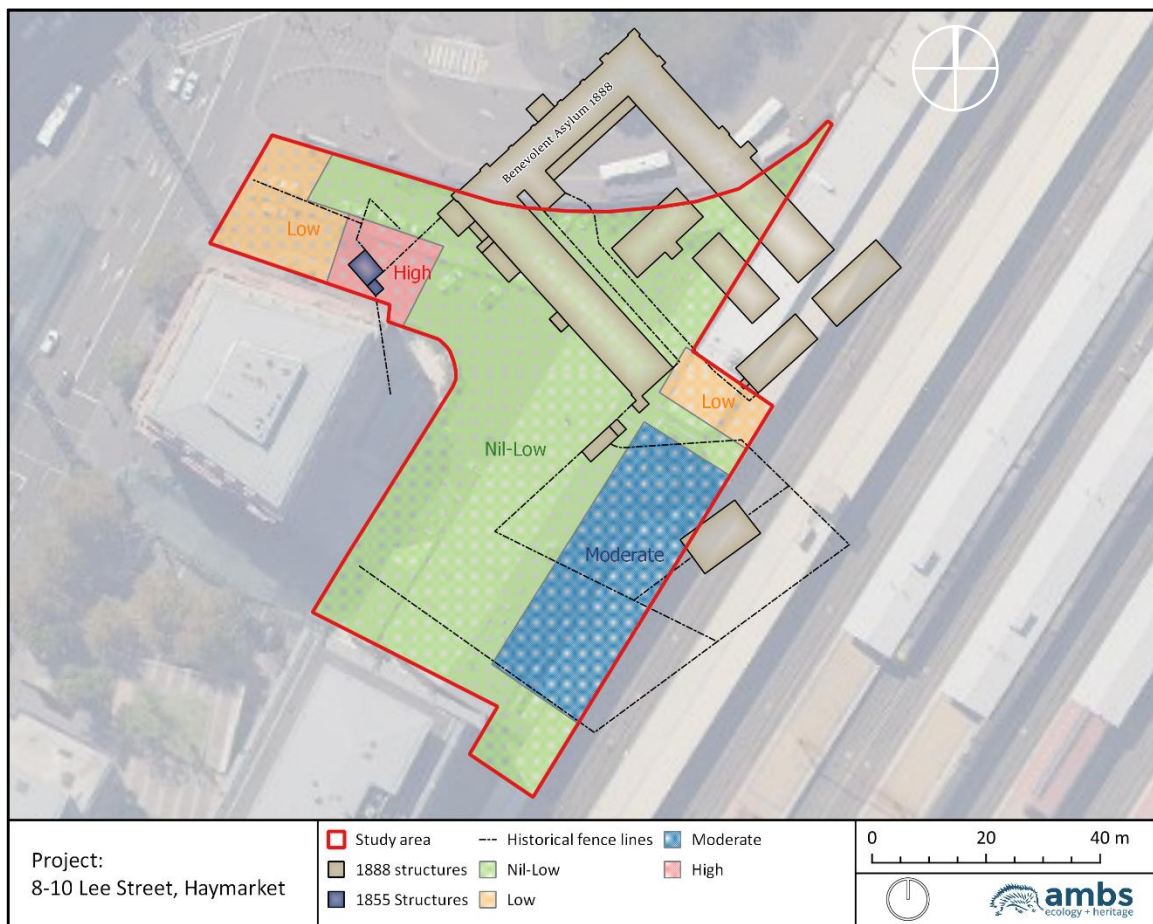 Benevolent Asylum 1888
Low
High
Low
Nil-Low
Moderate
Project:
8-10 Lee Street, Haymarket
Study area
1888 structures
1855 Structures
Historical fence lines
Nil-Low
Low
Moderate
High
0 20 40 m
ambs
ecology + heritage